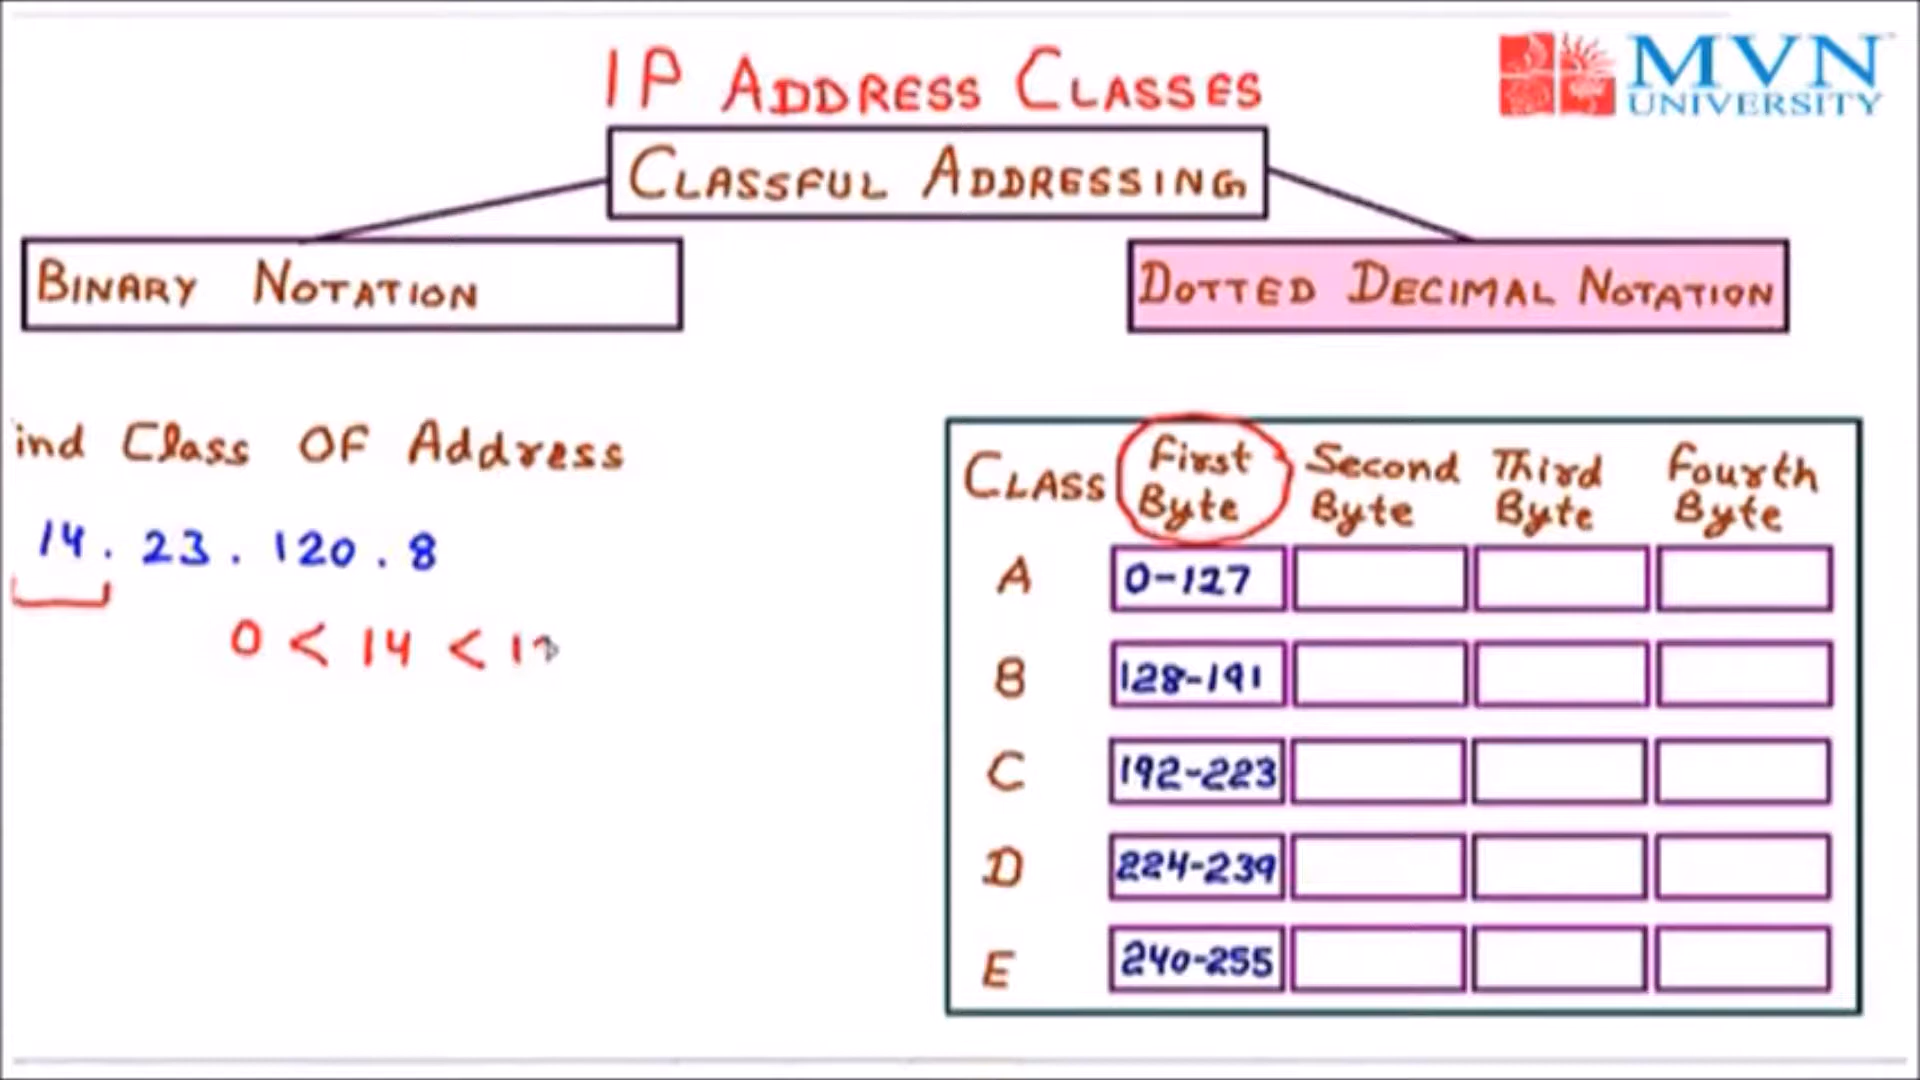 IP ADDRESS CLASSES
MVN
UNIVERSITY
CLASSFUL ADDRESSING
BINARY NOTATION
DOTTED DECIMAL NOTATION
ind Class OF Address
14 . 23 . 120 . 8
0 < 14 < 12
CLASS First Byte Second Byte Third Byte Fourth Byte
A 0-127
B 128-191
C 192-223
D 224-239
E 240-255